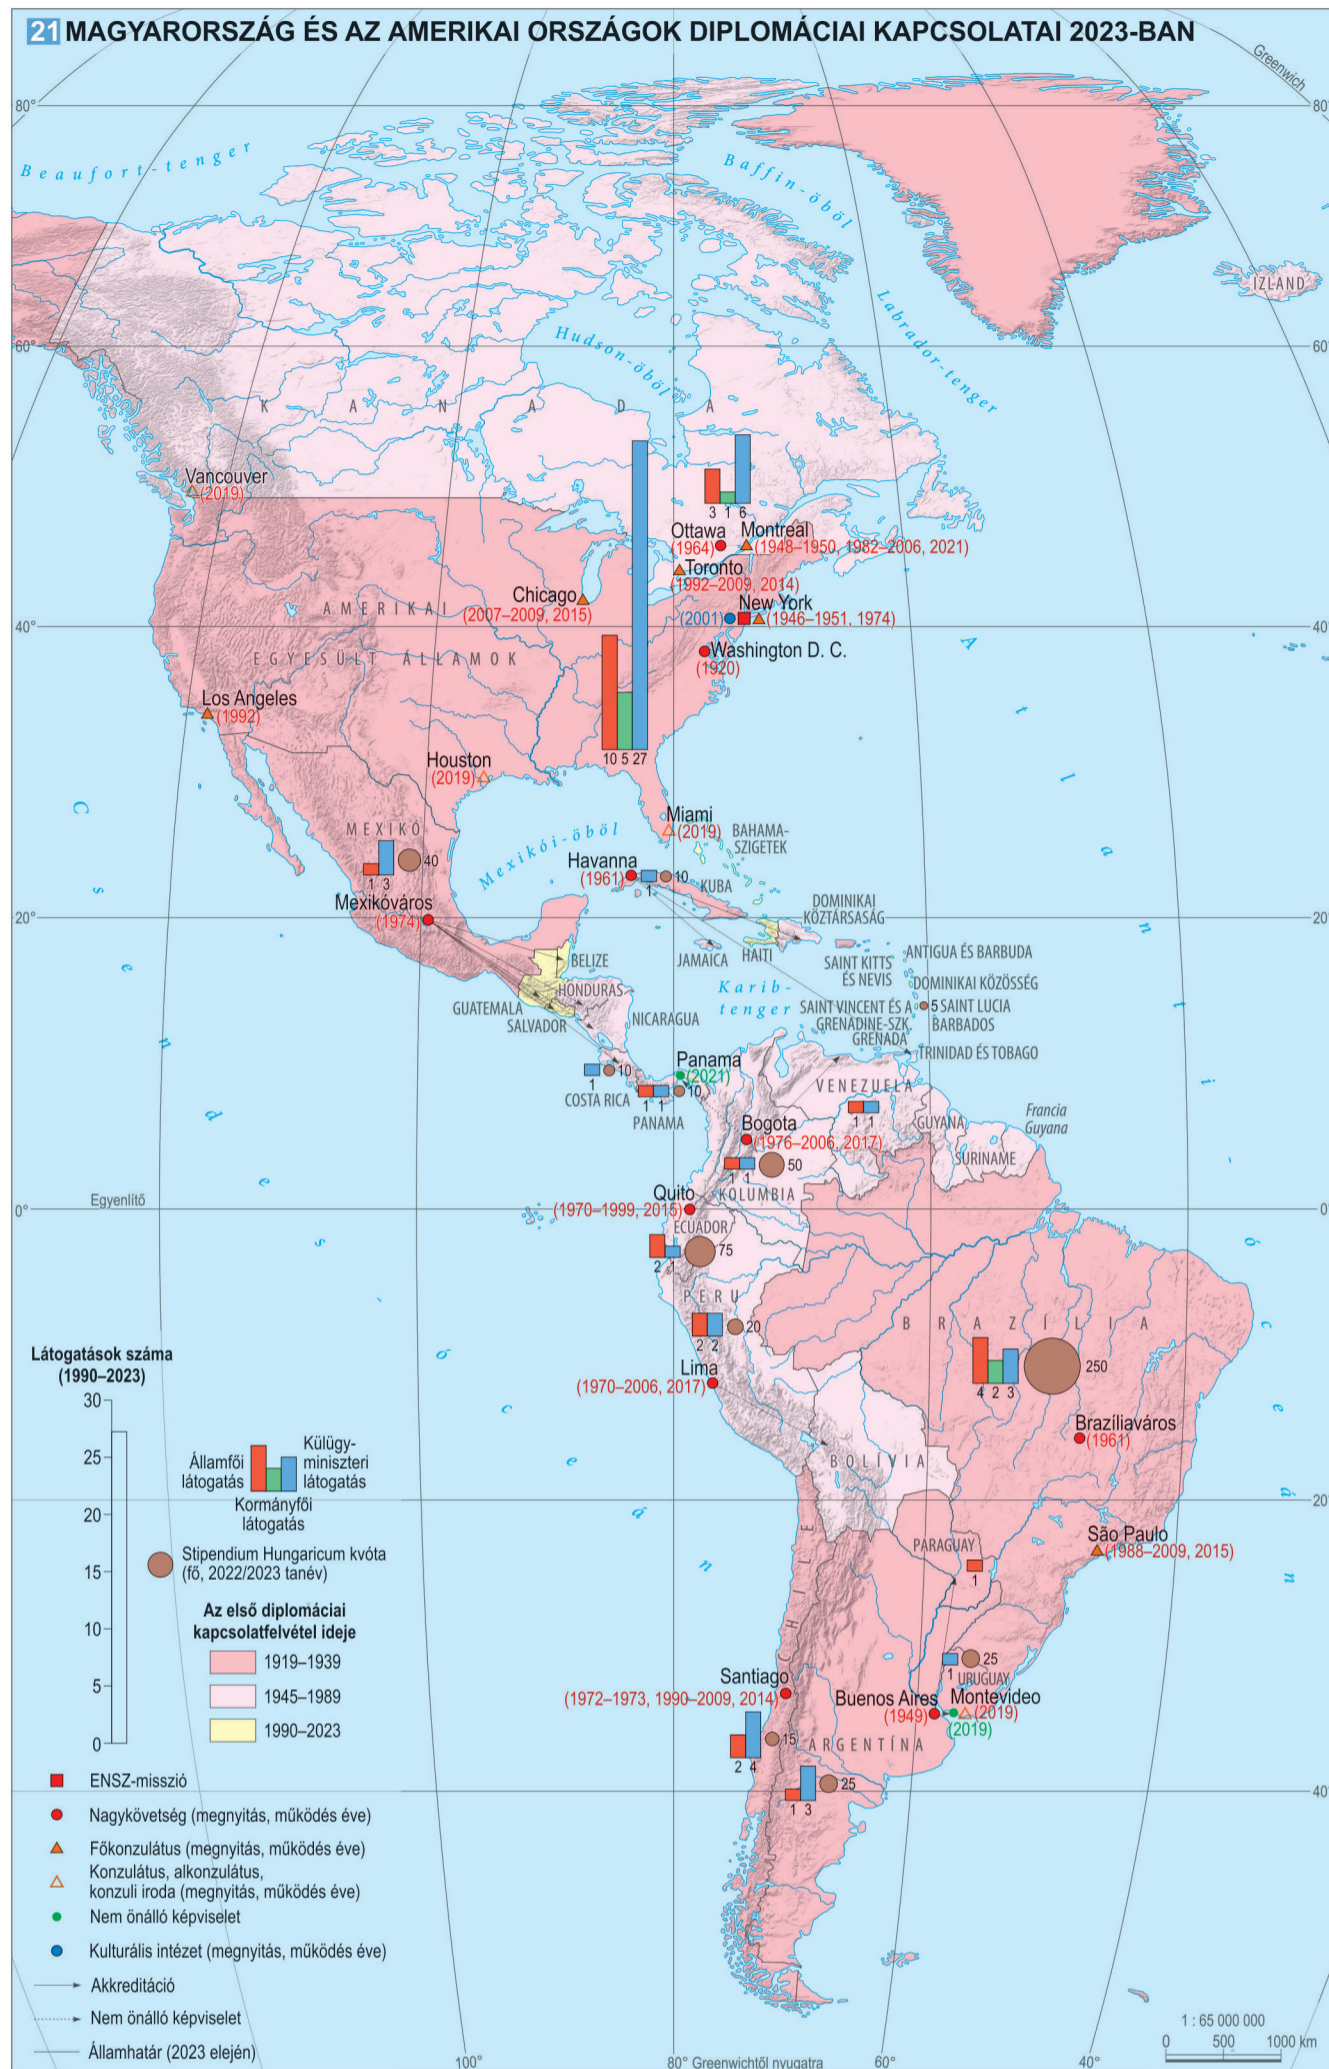 21 MAGYARORSZÁG ÉS AZ AMERIKAI ORSZÁGOK DIPLOMÁCIAI KAPCSOLATAI 2023-BAN
Greenwich
80°
80°
Beaufort-tenger
Baffin-öböl
IZLAND
Labrador-tenger
Hudson-öböl
60°
60°
KANADA
Vancouver
(2019)
3 1 6
Ottawa
(1964)
Montreal
(1948–1950, 1982–2006, 2021)
Toronto
(1992–2009, 2014)
Chicago
(2007–2009, 2015)
New York
(2001)
(1946–1951, 1974)
40°
40°
AMERIKAI
EGYESÜLT ÁLLAMOK
Washington D. C.
(1920)
Los Angeles
(1992)
10 5 27
Houston
(2019)
Miami
(2019)
BAHAMA-
SZIGETEK
Mexikói-öböl
MEXIKÓ
1 3
40
Havanna
(1961)
1
10
KUBA
Mexikóváros
(1974)
DOMINIKAI
KÖZTÁRSASÁG
20°
20°
JAMAICA
HAITI
SAINT KITTS
ÉS NEVIS
ANTIGUA ÉS BARBUDA
BELIZE
DOMINIKAI KÖZÖSSÉG
Karib-
tenger
HONDURAS
GUATEMALA
SALVADOR
NICARAGUA
5 SAINT LUCIA
SAINT VINCENT ÉS A
GRENADINE-SZK.
BARBADOS
GRENADA
TRINIDAD ÉS TOBAGO
1
10
COSTA RICA
Panama
(2021)
1 1
10
PANAMA
VENEZUELA
1 1
Francia
Guyana
GUYANA
SURINAME
Bogota
(1976–2006, 2017)
1 1
50
KOLUMBIA
Quito
(1970–1999, 2015)
Egyenlítő
0°
0°
ECUADOR
2 1
75
PERU
2 2
20
BRAZÍLIA
4 2 3
250
Lima
(1970–2006, 2017)
Brazíliaváros
(1961)
BOLÍVIA
20°
São Paulo
(1988–2009, 2015)
PARAGUAY
1
CHILE
25
1
URUGUAY
Santiago
(1972–1973, 1990–2009, 2014)
Buenos Aires
(1949)
Montevideo
(2019)
(2019)
15
2 4
ARGENTÍNA
25
1 3
40°
Csendes-óceán
Atlanti-óceán
Látogatások száma
(1990–2023)
30
25
20
15
10
5
0
Államfői
látogatás
Külügy-
miniszteri
látogatás
Kormányfői
látogatás
Stipendium Hungaricum kvóta
(fő, 2022/2023 tanév)
Az első diplomáciai
kapcsolatfelvétel ideje
1919–1939
1945–1989
1990–2023
ENSZ-misszió
Nagykövetség (megnyitás, működés éve)
Főkonzulátus (megnyitás, működés éve)
Konzulátus, alkonzulátus,
konzuli iroda (megnyitás, működés éve)
Nem önálló képviselet
Kulturális intézet (megnyitás, működés éve)
Akkreditáció
Nem önálló képviselet
Államhatár (2023 elején)
1 : 65 000 000
0 500 1000 km
100°
80° Greenwichtől nyugatra
60°
40°